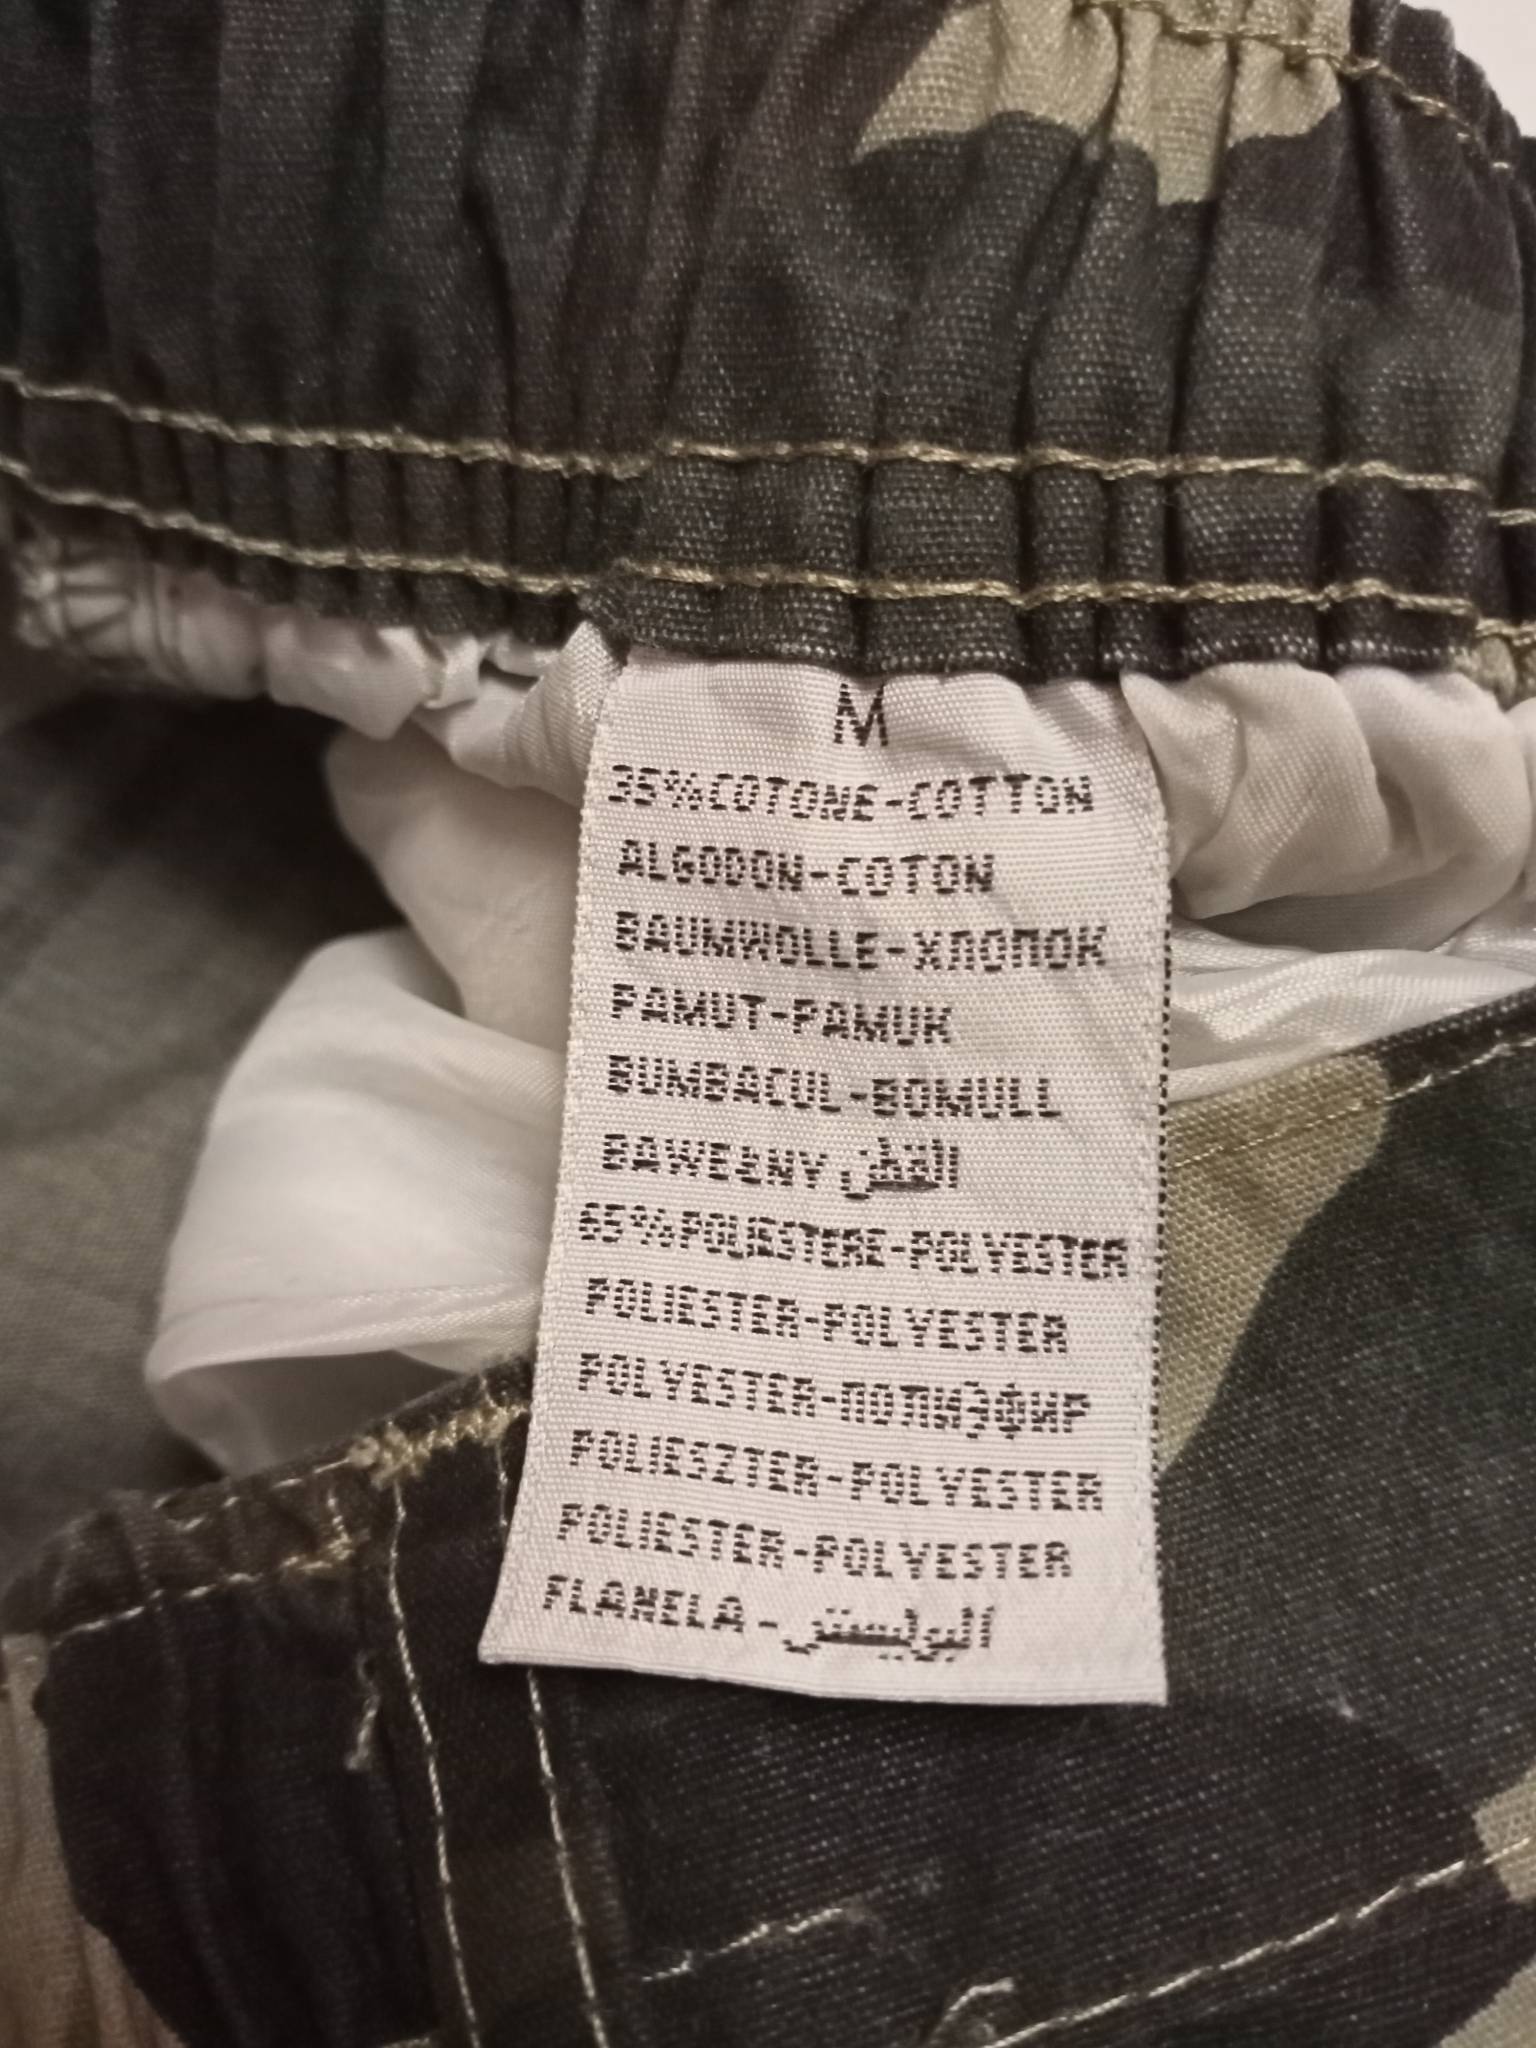 M
35%COTONE-COTTON
ALGODON-COTON
BAUMWOLLE-ХЛОПОК
PAMUT-PAMUK
BUMBACUL-BOMULL
BAWEŁNY القطن
65%POLIESTERE-POLYESTER
POLIESTER-POLYESTER
POLYESTER-ПОЛИЭФИР
POLIESZTER-POLYESTER
POLIESTER-POLYESTER
FLANELA -